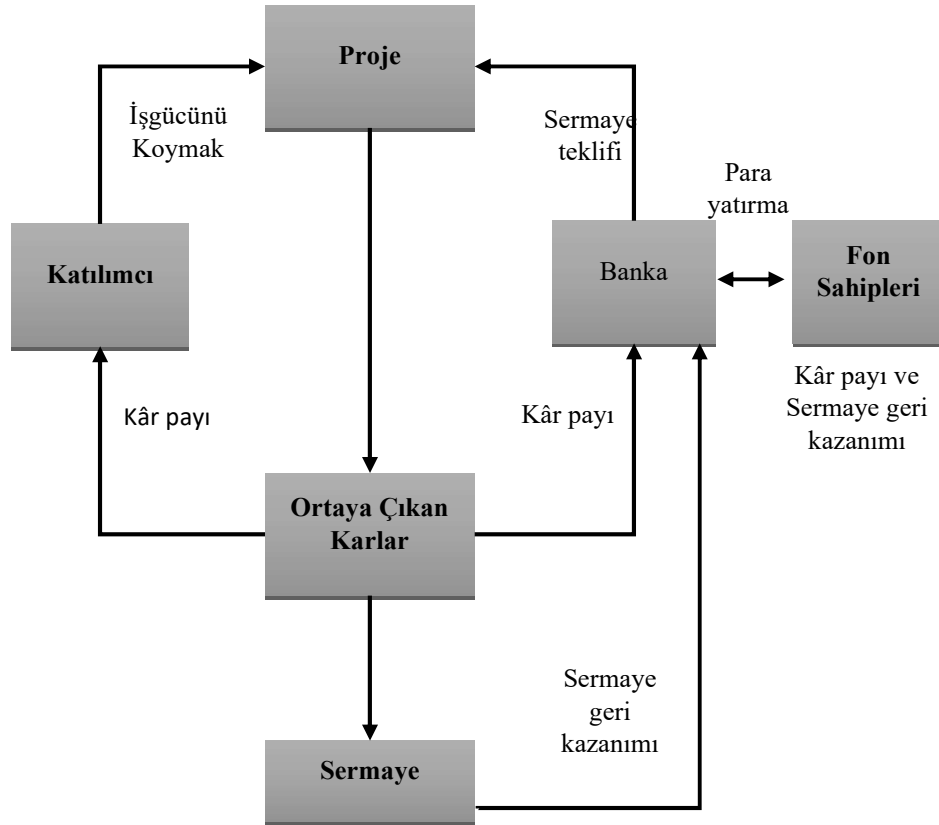 Proje
İşgücünü
Koymak
Sermaye
teklifi
Para
yatırma
Katılımcı
Banka
Fon
Sahipleri
Kâr payı
Kâr payı
Kâr payı ve
Sermaye geri
kazanımı
Ortaya Çıkan
Karlar
Sermaye
geri
kazanımı
Sermaye